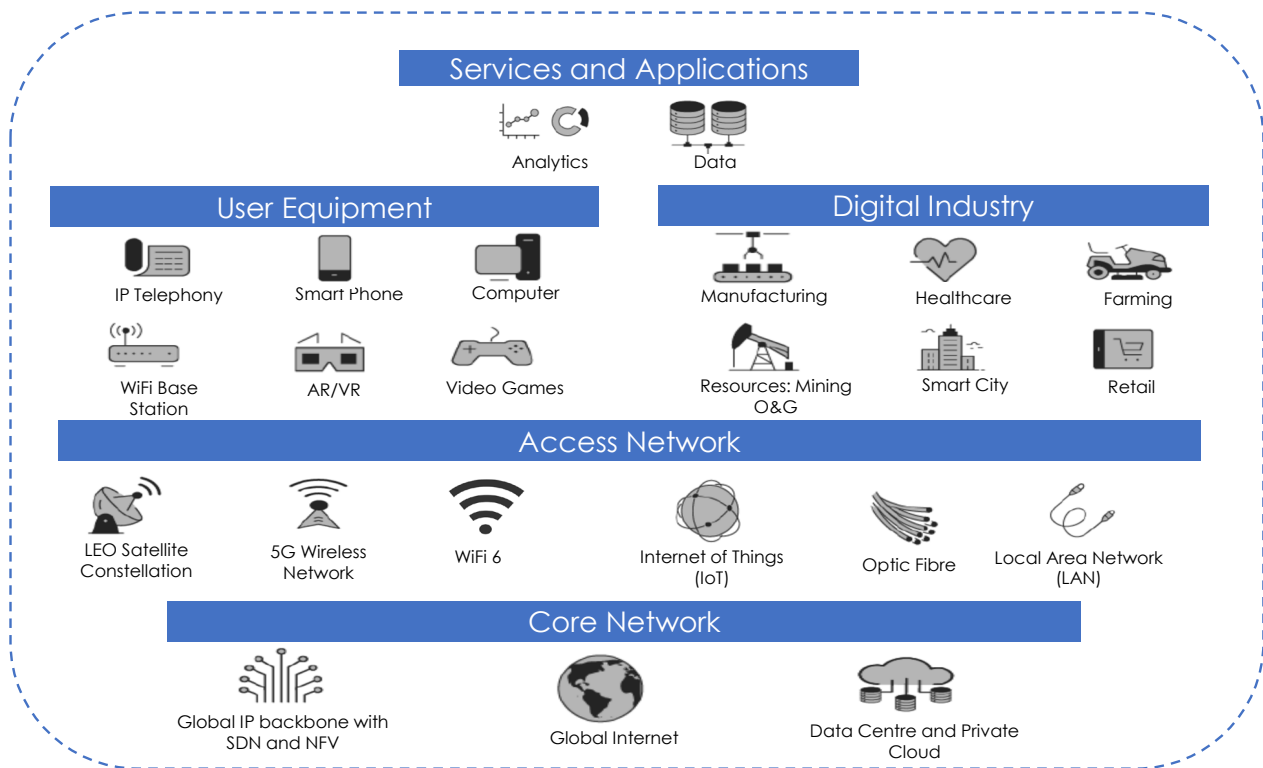 Services and Applications
Analytics
Data
User Equipment
Digital Industry
IP Telephony
Smart Phone
Computer
Manufacturing
Healthcare
Farming
WiFi Base
Station
AR/VR
Video Games
Resources: Mining
O&G
Smart City
Retail
Access Network
LEO Satellite
Constellation
5G Wireless
Network
WiFi 6
Internet of Things
(IoT)
Optic Fibre
Local Area Network
(LAN)
Core Network
Global IP backbone with
SDN and NFV
Global Internet
Data Centre and Private
Cloud